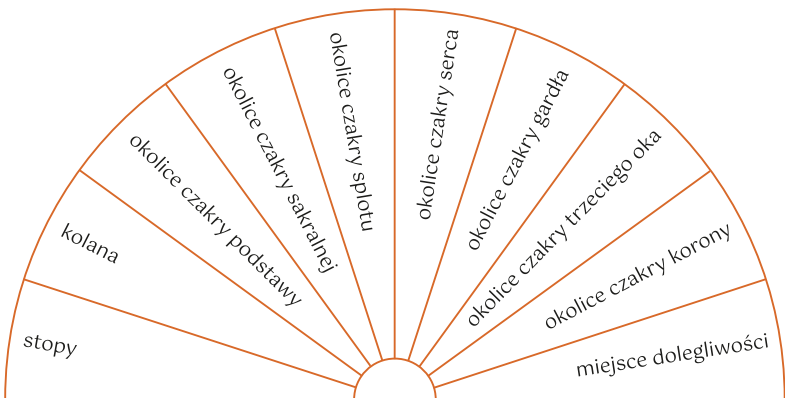 stopy
kolana
okolice czakry podstawy
okolice czakry sakralnej
okolice czakry splotu
okolice czakry serca
okolice czakry gardła
okolice czakry trzeciego oka
okolice czakry korony
miejsce dolegliwości